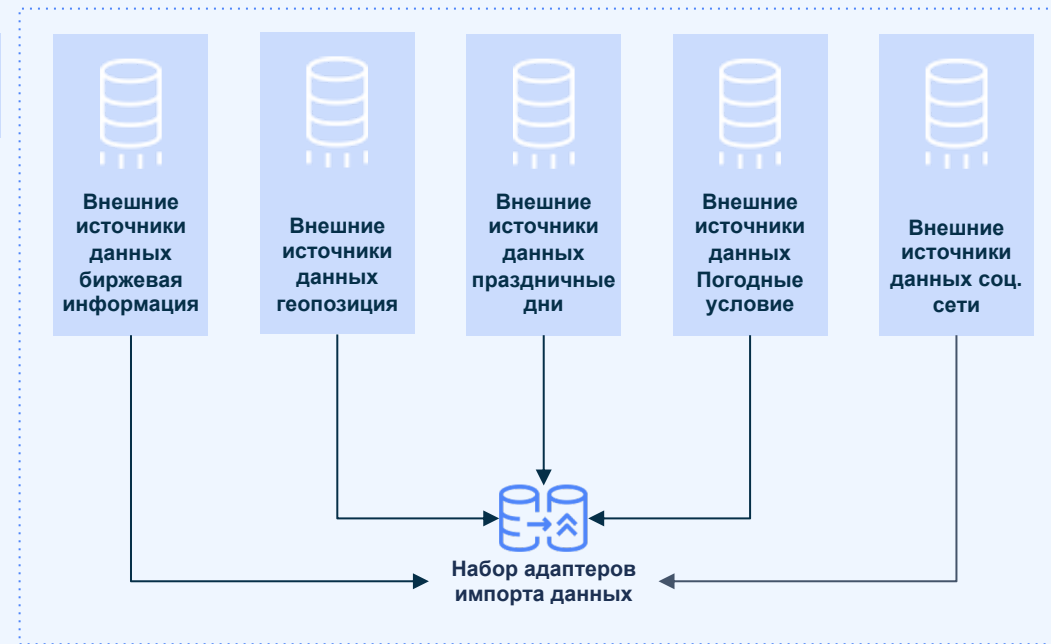 Внешние
источники
данных
биржевая
информация
Внешние
источники
данных
геопозиция
Внешние
источники
данных
праздничные
дни
Внешние
источники
данных
Погодные
условие
Внешние
источники
данных соц.
сети
Набор адаптеров
импорта данных